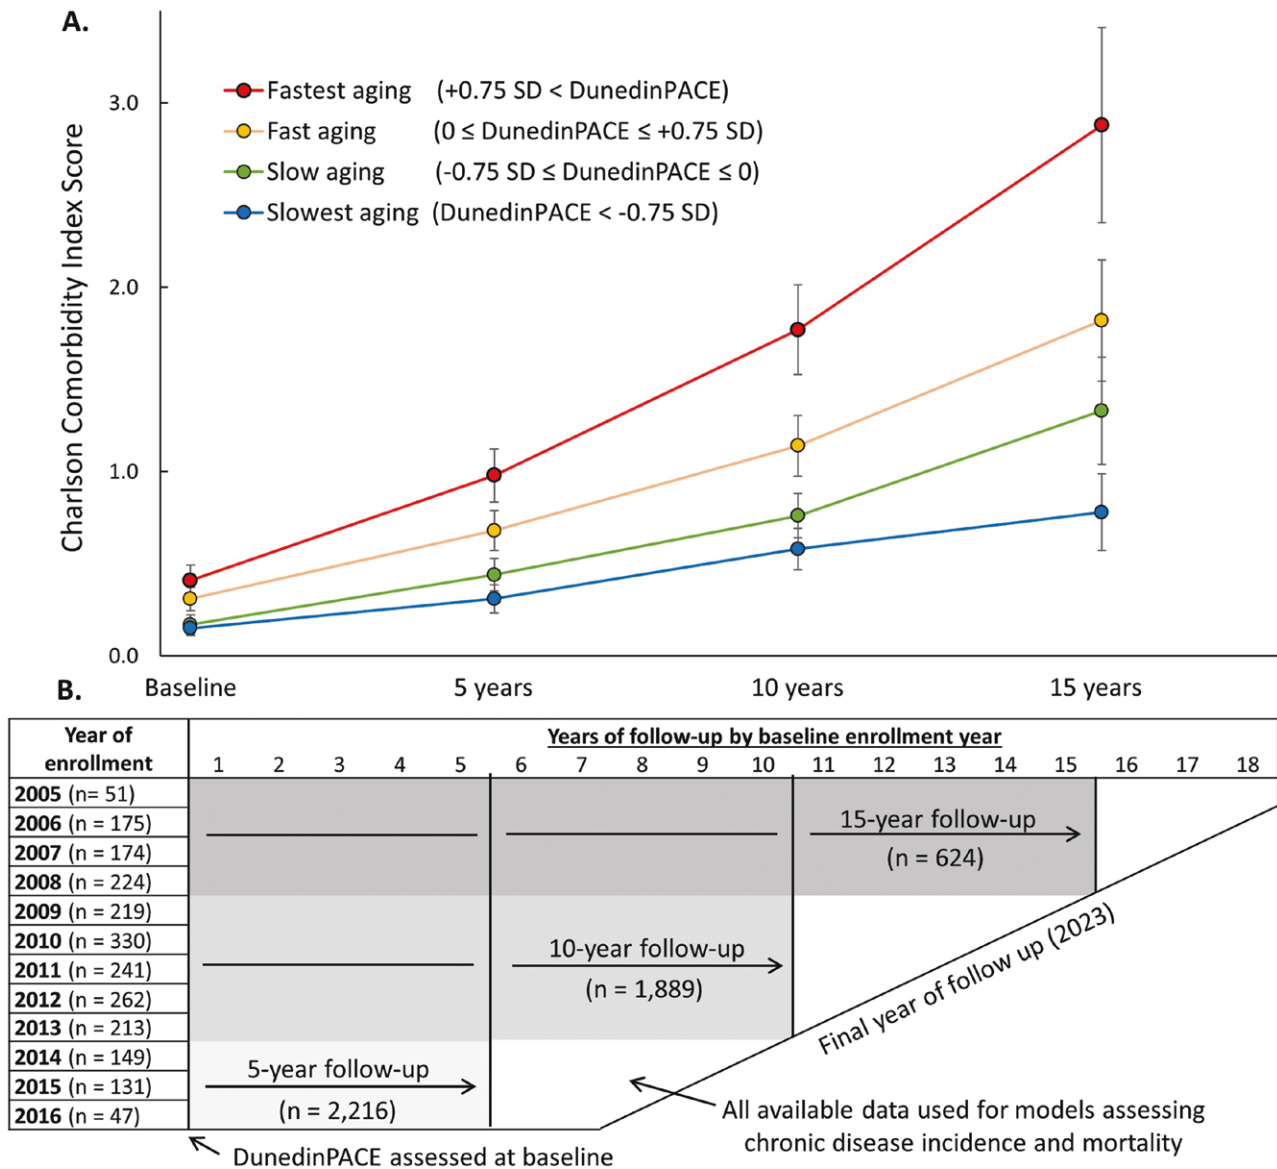 A.
Charlson Comorbidity Index Score
3.0
2.0
1.0
0.0
Fastest aging (+0.75 SD < DunedinPACE)
Fast aging (0 ≤ DunedinPACE ≤ +0.75 SD)
Slow aging (-0.75 SD ≤ DunedinPACE ≤ 0)
Slowest aging (DunedinPACE < -0.75 SD)
Baseline 5 years 10 years 15 years
B.
Year of enrollment
Years of follow-up by baseline enrollment year
1 2 3 4 5 6 7 8 9 10 11 12 13 14 15 16 17 18
2005 (n= 51)
2006 (n = 175)
2007 (n = 174)
2008 (n = 224)
2009 (n = 219)
2010 (n = 330)
2011 (n = 241)
2012 (n = 262)
2013 (n = 213)
2014 (n = 149)
2015 (n = 131)
2016 (n = 47)
15-year follow-up
(n = 624)
10-year follow-up
(n = 1,889)
5-year follow-up
(n = 2,216)
Final year of follow up (2023)
All available data used for models assessing
chronic disease incidence and mortality
DunedinPACE assessed at baseline